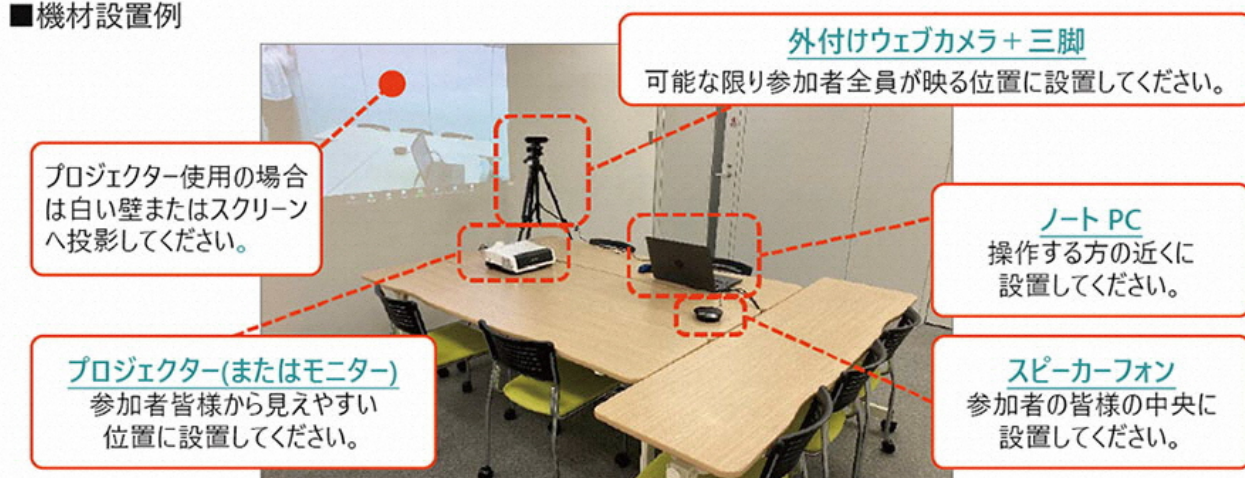 ■機材設置例
外付けウェブカメラ＋三脚
可能な限り参加者全員が映る位置に設置してください。
プロジェクター使用の場合
は白い壁またはスクリーン
へ投影してください。
ノート PC
操作する方の近くに
設置してください。
プロジェクター(またはモニター)
参加者皆様から見えやすい
位置に設置してください。
スピーカーフォン
参加者の皆様の中央に
設置してください。